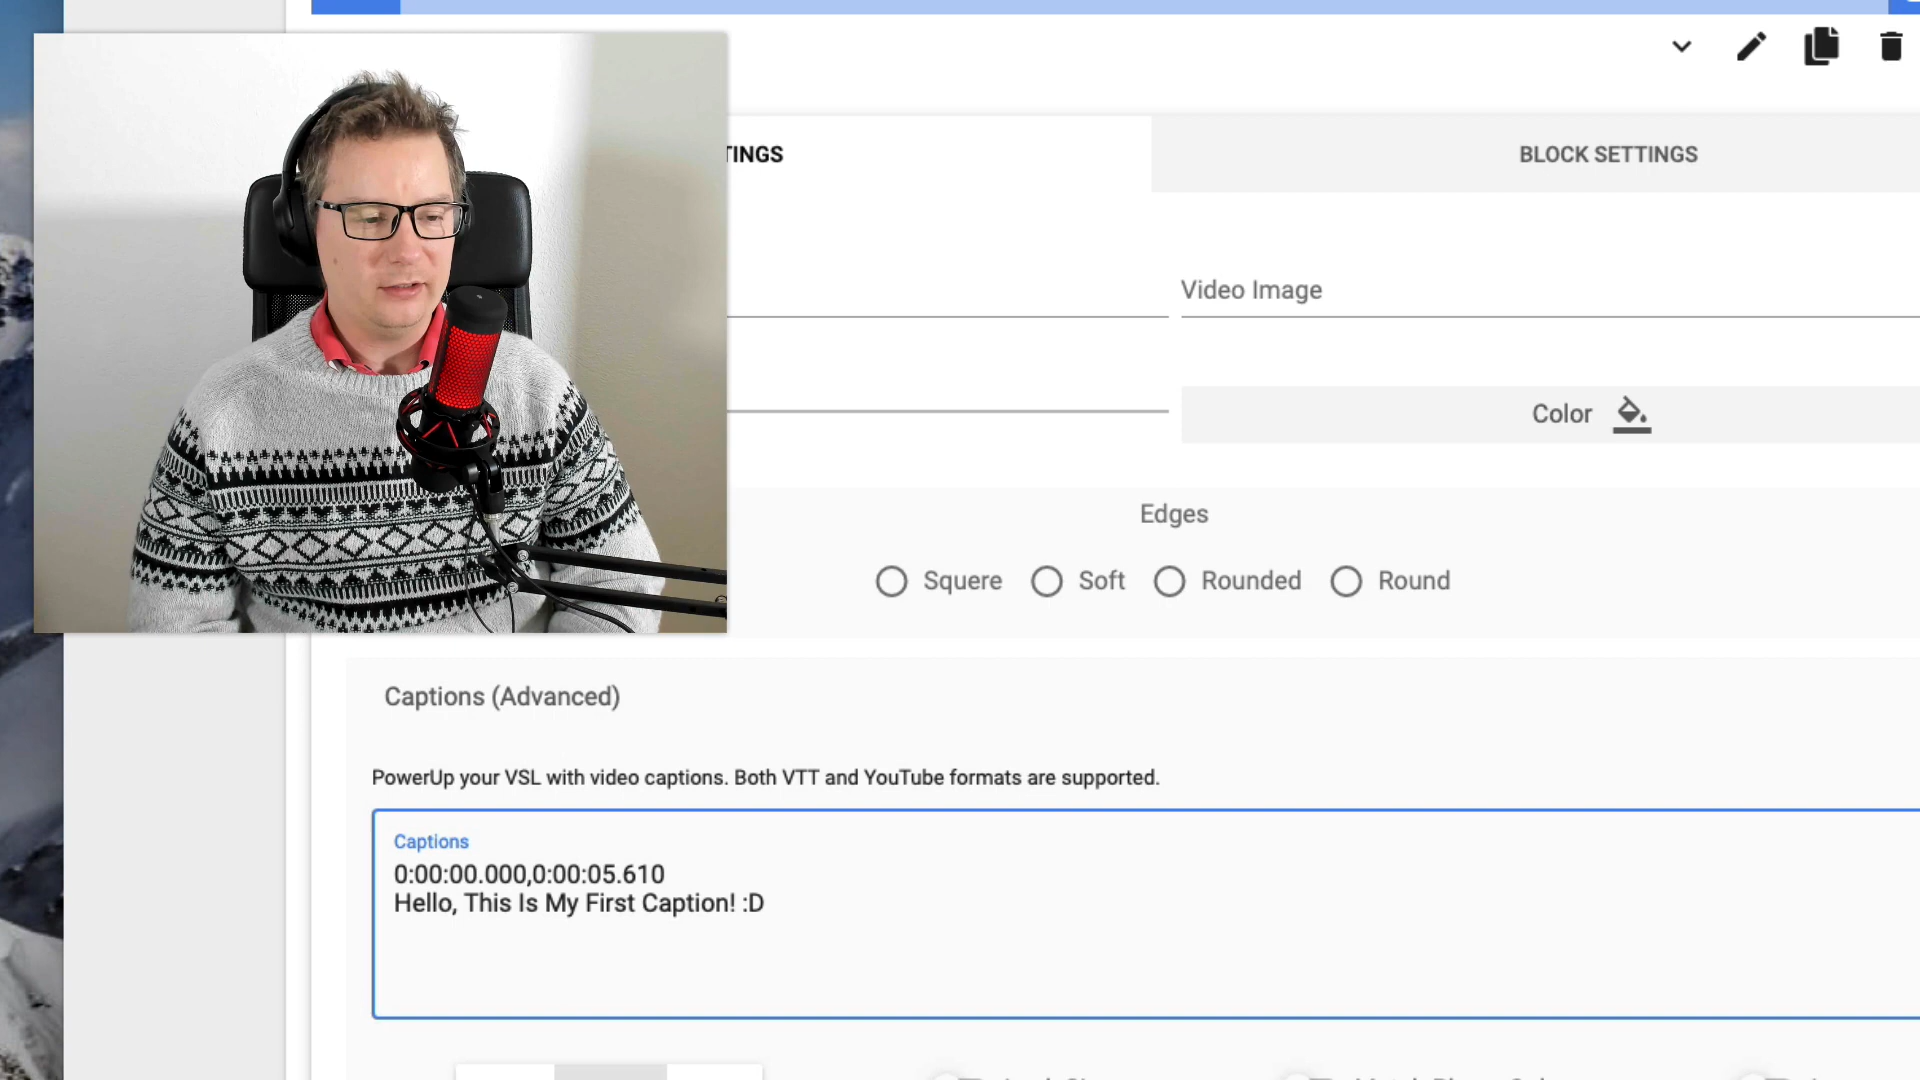 TINGS
BLOCK SETTINGS
Video Image
Color
Edges
Squere
Soft
Rounded
Round
Captions (Advanced)
PowerUp your VSL with video captions. Both VTT and YouTube formats are supported.
Captions
0:00:00.000,0:00:05.610
Hello, This Is My First Caption! :D